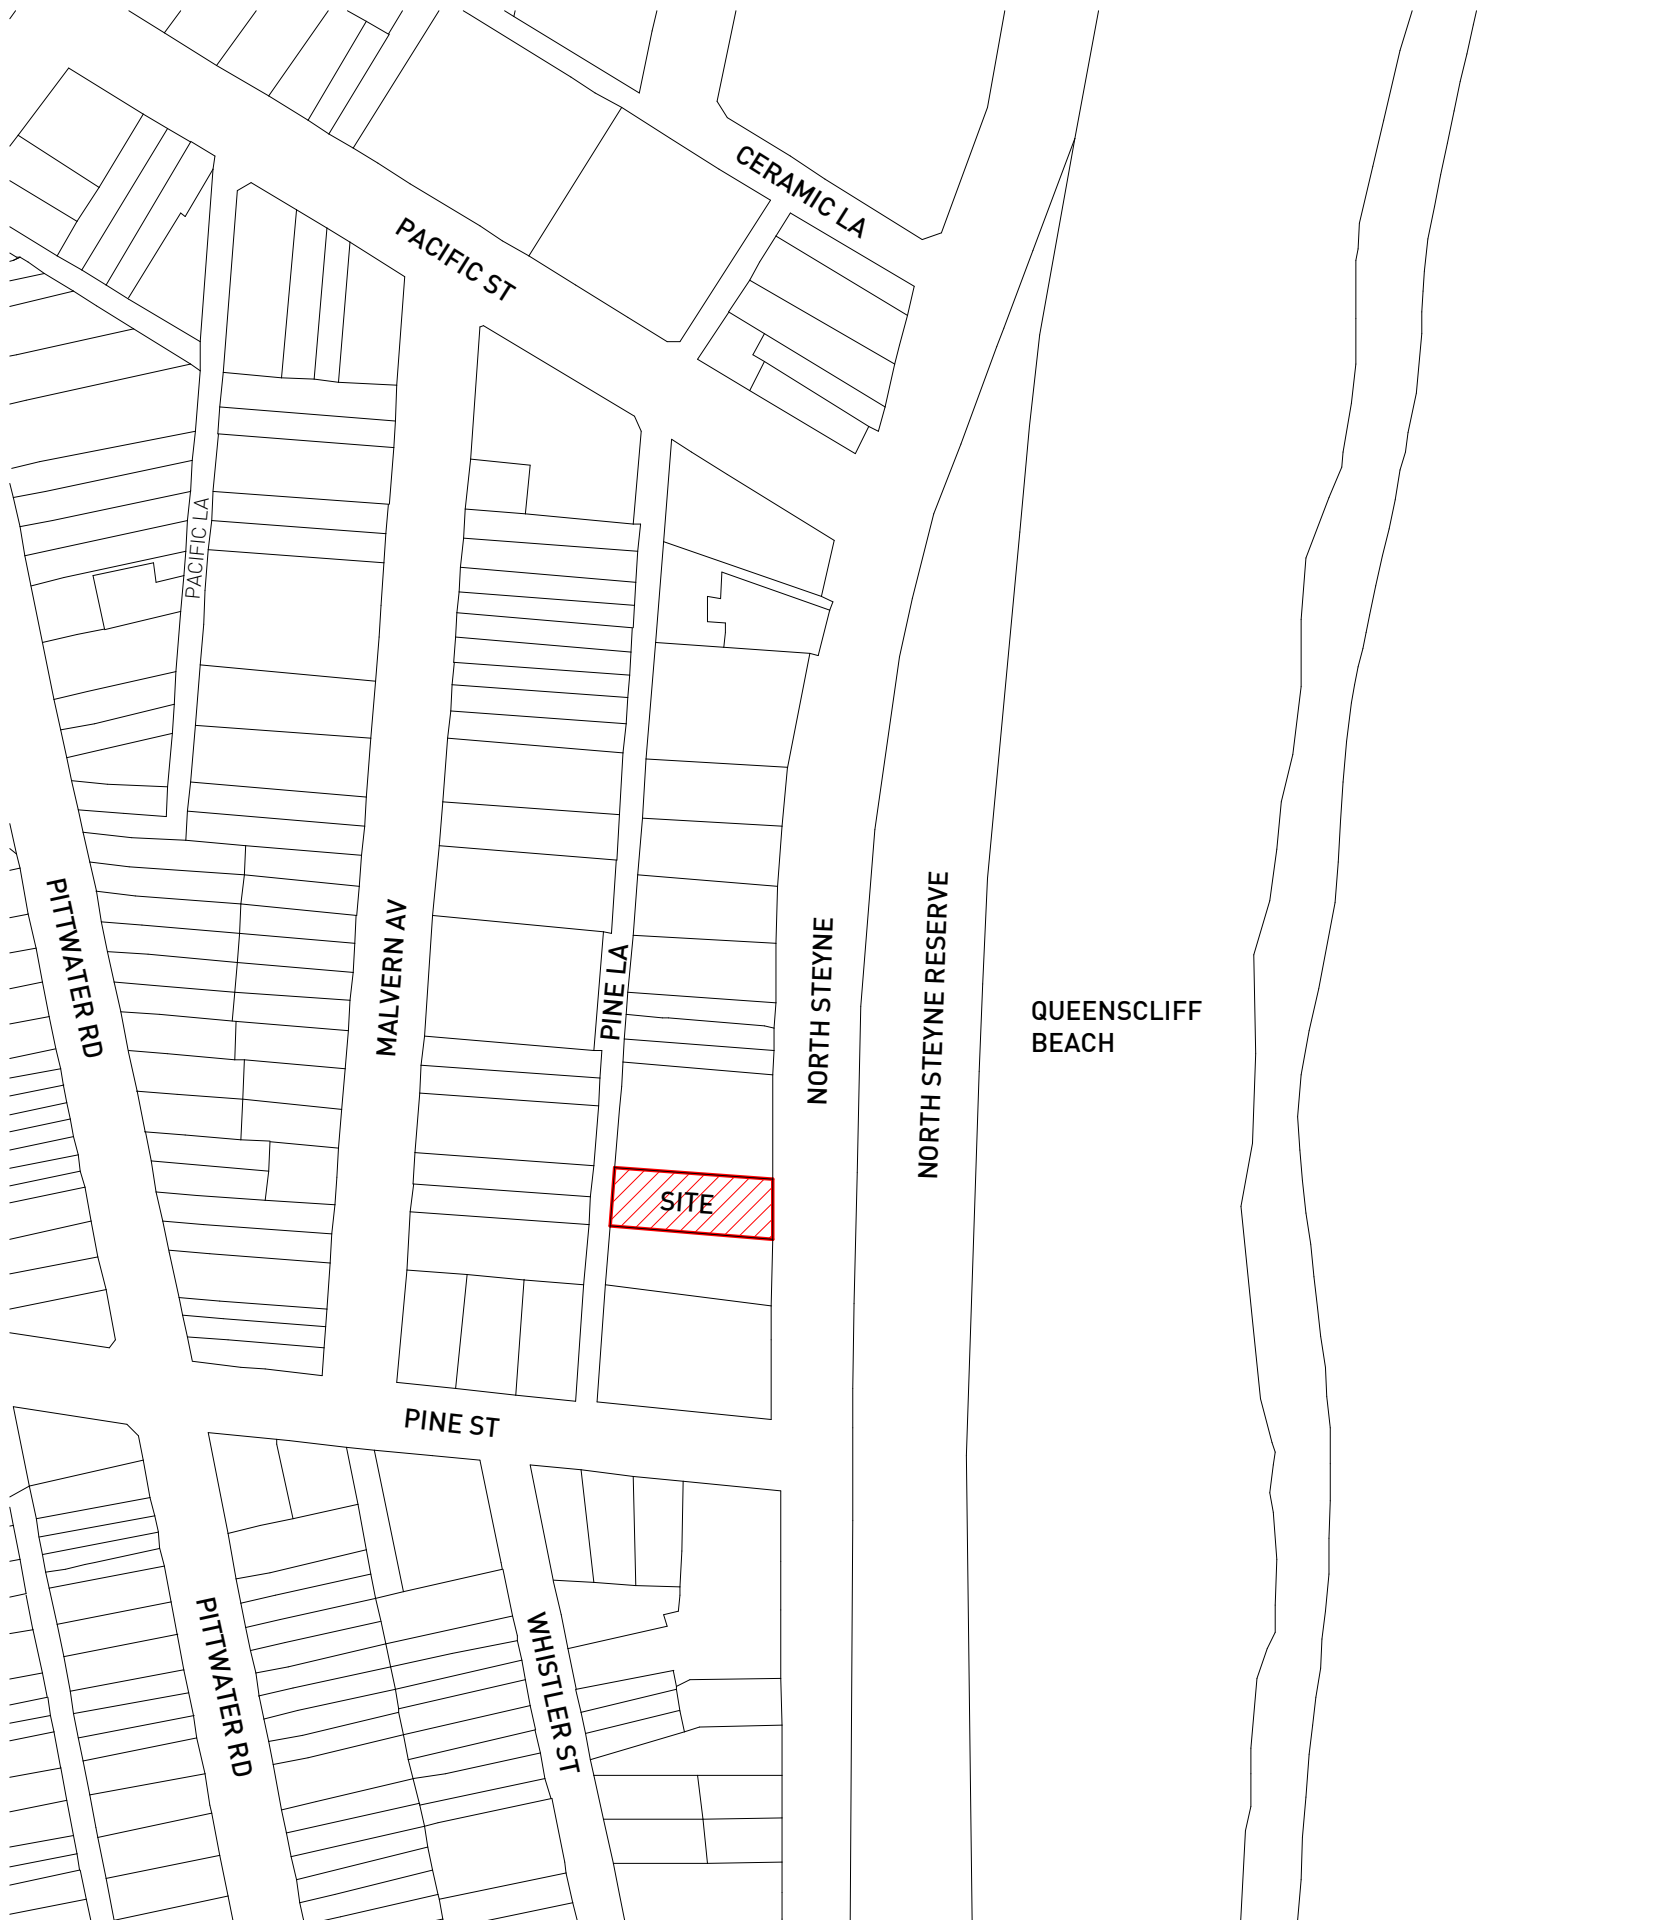 CERAMIC LA
PACIFIC ST
PACIFIC LA
PITTWATER RD
MALVERN AV
PINE LA
NORTH STEYNE
NORTH STEYNE RESERVE
QUEENSCLIFF
BEACH
SITE
PINE ST
PITTWATER RD
WHISTLER ST